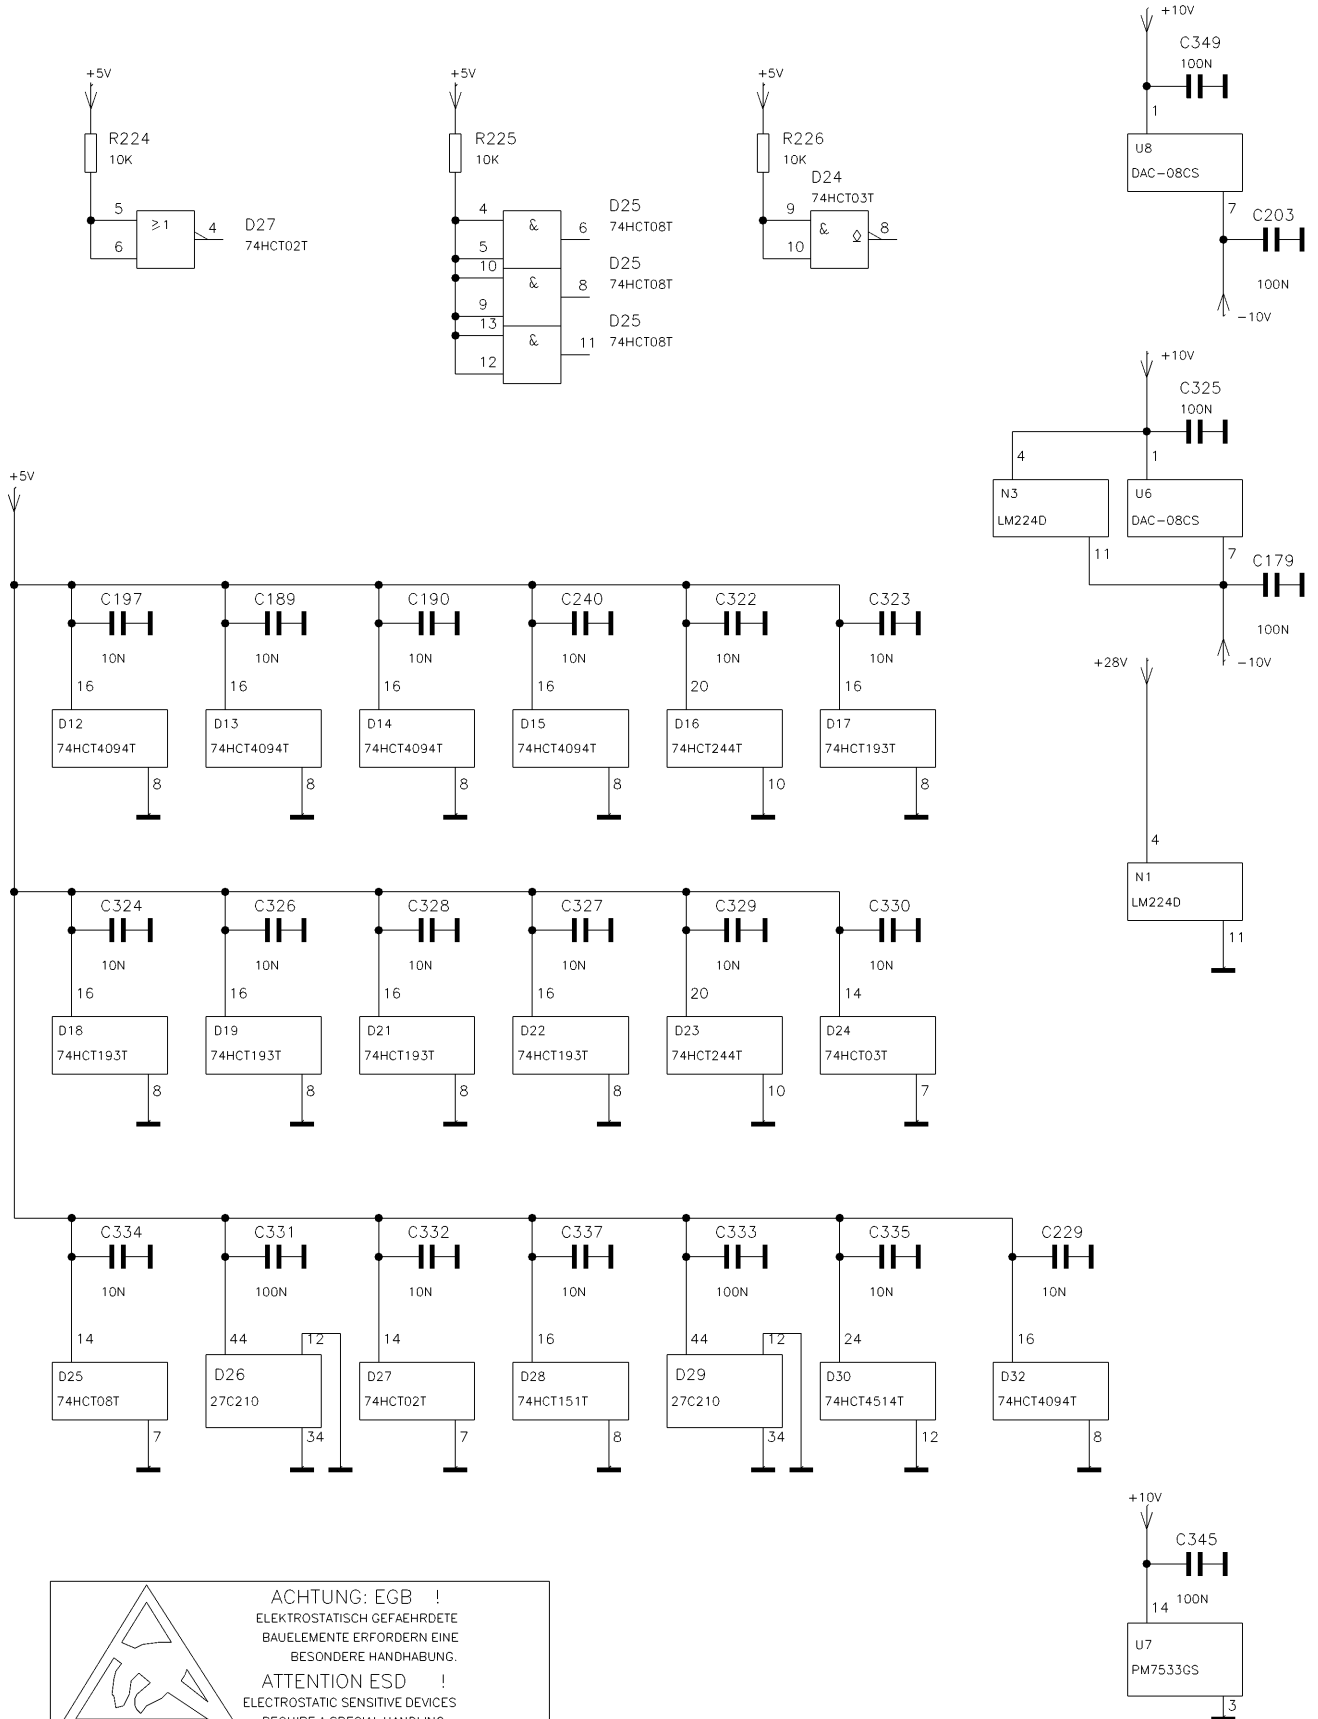 +10V
C349
100N
1
U8
DAC-08CS
7
C203
100N
-10V
+5V
R224
10K
5
6
≥1
4
D27
74HCT02T
+5V
R225
10K
4
5
10
9
13
12
&
&
&
6
8
11
D25
74HCT08T
D25
74HCT08T
D25
74HCT08T
+5V
R226
10K
D24
74HCT03T
9
10
&
8
+10V
C325
100N
4
1
N3
LM224D
U6
DAC-08CS
11
7
C179
100N
-10V
+28V
4
N1
LM224D
11
+5V
C197 C189 C190 C240 C322 C323
10N 10N 10N 10N 10N 10N
16 16 16 16 20 16
D12 D13 D14 D15 D16 D17
74HCT4094T 74HCT4094T 74HCT4094T 74HCT4094T 74HCT244T 74HCT193T
8 8 8 8 10 8
C324 C326 C328 C327 C329 C330
10N 10N 10N 10N 10N 10N
16 16 16 16 20 14
D18 D19 D21 D22 D23 D24
74HCT193T 74HCT193T 74HCT193T 74HCT193T 74HCT244T 74HCT03T
8 8 8 8 10 7
C334 C331 C332 C337 C333 C335 C229
10N 100N 10N 10N 100N 10N 10N
14 44 12 14 16 44 12 24 16
D25 D26 D27 D28 D29 D30 D32
74HCT08T 27C210 74HCT02T 74HCT151T 27C210 74HCT4514T 74HCT4094T
7 34 7 8 34 12 8
+10V
C345
100N
14
U7
PM7533GS
3
ACHTUNG: EGB !
ELEKTROSTATISCH GEFAEHRDETE
BAUELEMENTE ERFORDERN EINE
BESONDERE HANDHABUNG.
ATTENTION ESD !
ELECTROSTATIC SENSITIVE DEVICES
REQUIRE A SPECIAL HANDLING